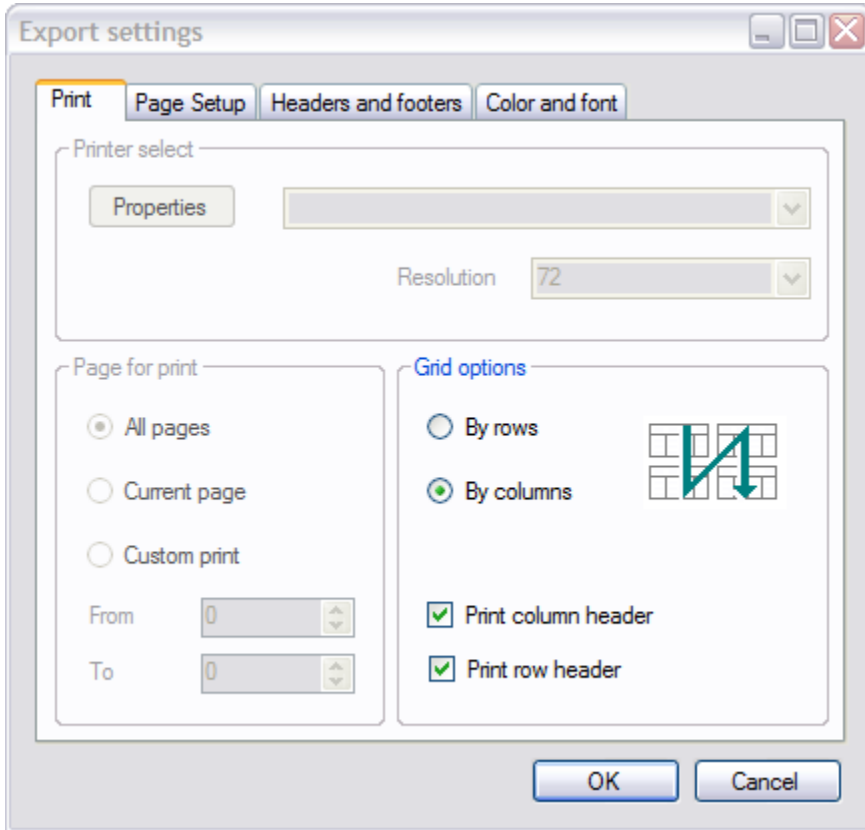 Export settings
Print Page Setup Headers and footers Color and font
Printer select
Properties
Resolution 72
Page for print
All pages
Current page
Custom print
From 0
To 0
Grid options
By rows
By columns
Print column header
Print row header
OK Cancel